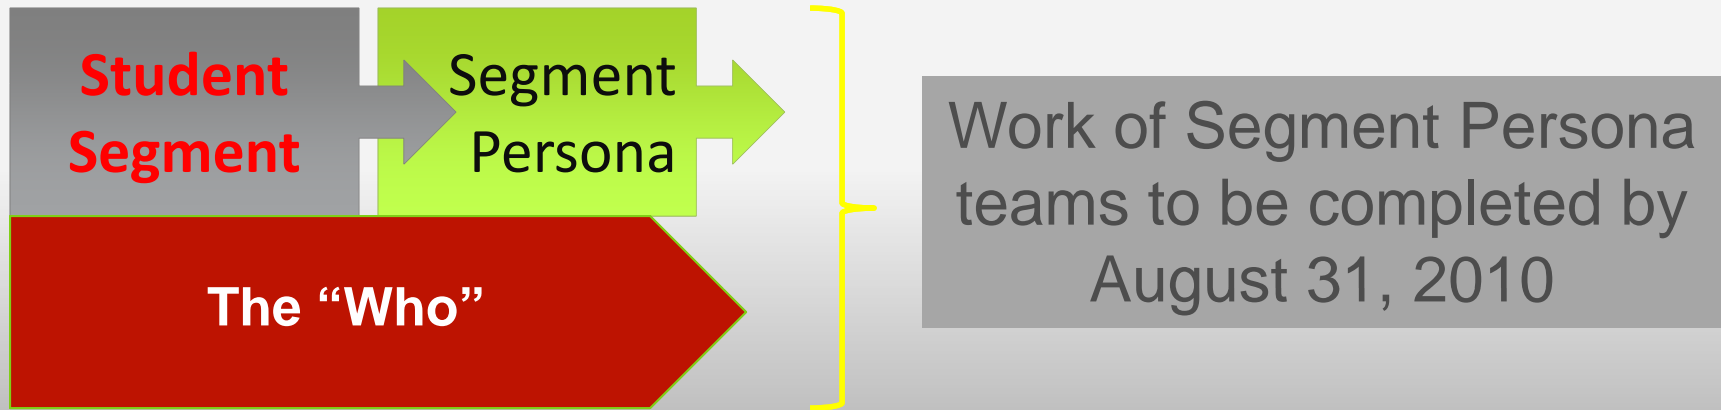 Student
Segment
Segment
Persona
The “Who”
Work of Segment Persona
teams to be completed by
August 31, 2010